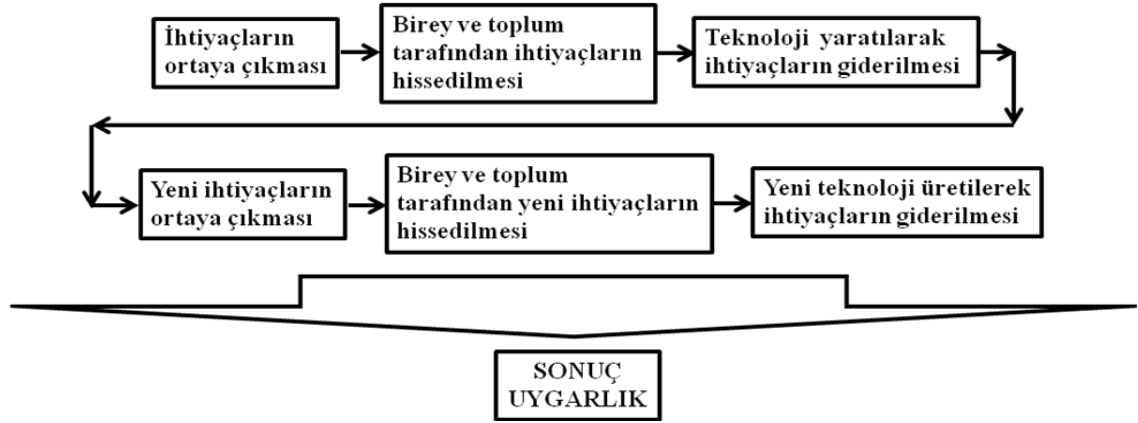 İhtiyaçların
ortaya çıkması
Birey ve toplum
tarafından ihtiyaçların
hissedilmesi
Teknoloji yaratılarak
ihtiyaçların giderilmesi
Yeni ihtiyaçların
ortaya çıkması
Birey ve toplum
tarafından yeni ihtiyaçların
hissedilmesi
Yeni teknoloji üretilerek
ihtiyaçların giderilmesi
SONUÇ
UYGARLIK